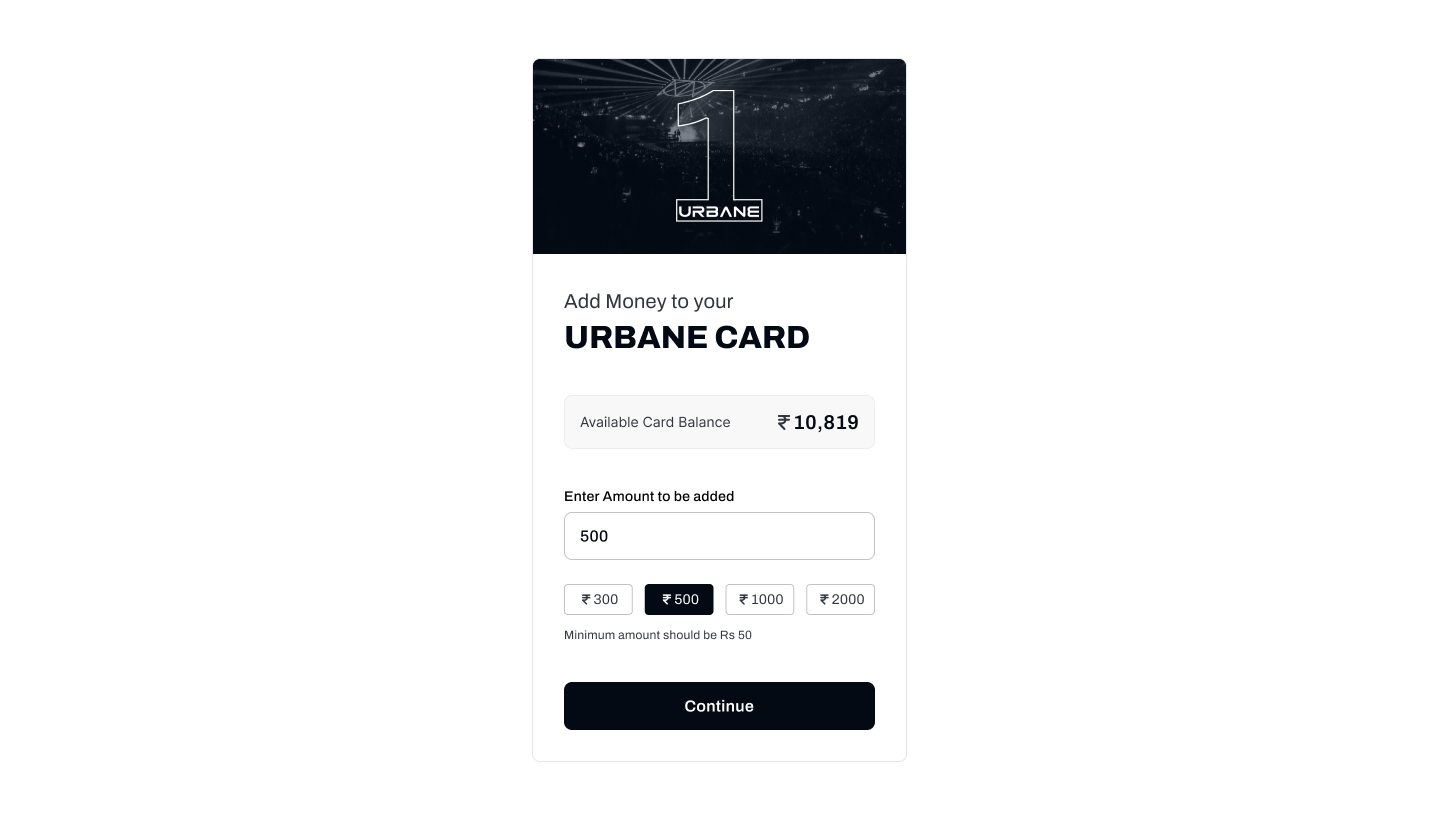 1
URBANE
Add Money to your
URBANE CARD
Available Card Balance ₹ 10,819
Enter Amount to be added
500
₹ 300 ₹ 500 ₹ 1000 ₹ 2000
Minimum amount should be Rs 50
Continue